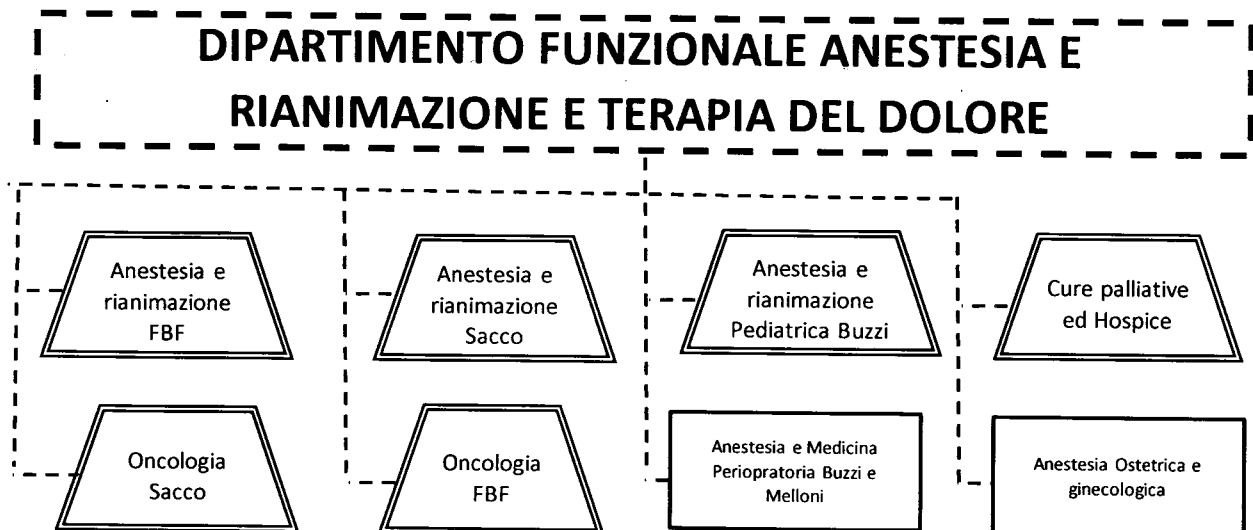 DIPARTIMENTO FUNZIONALE ANESTESIA E
RIANIMAZIONE E TERAPIA DEL DOLORE
Anestesia e
rianimazione
FBF
Anestesia e
rianimazione
Sacco
Anestesia e
rianimazione
Pediatrica Buzzi
Cure palliative
ed Hospice
Oncologia
Sacco
Oncologia
FBF
Anestesia e Medicina
Periopratoria Buzzi e
Melloni
Anestesia Ostetrica e
ginecologica